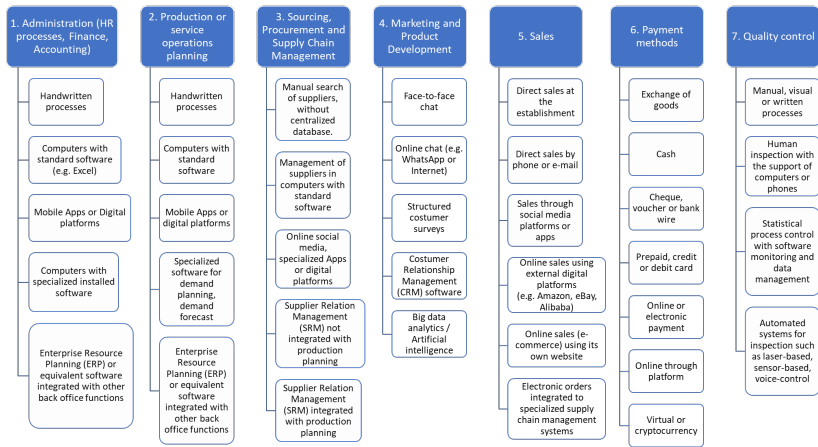 1. Administration (HR
processes, Finance,
Accounting)
Handwritten
processes
Computers with
standard software
(e.g. Excel)
Mobile Apps or Digital
platforms
Computers with
specialized installed
software
Enterprise Resource
Planning (ERP) or
equivalent software
integrated with other
back office functions
2. Production or
service
operations
planning
Handwritten
processes
Computers with
standard
software
Mobile Apps or
digital platforms
Specialized
software for
demand
planning,
demand
forecast
Enterprise
Resource
Planning (ERP)
or equivalent
software
integrated with
other back
office functions
3. Sourcing,
Procurement and
Supply Chain
Management
Manual search
of suppliers,
without
centralized
database.
Management of
suppliers in
computers with
standard
software
Online social
media,
specialized Apps
or digital
platforms
Supplier Relation
Management
(SRM) not
integrated with
production
planning
Supplier Relation
Management
(SRM) integrated
with production
planning
4. Marketing and
Product
Development
Face-to-face
chat
Online chat (e.g.
WhatsApp or
Internet)
Structured
costumer
surveys
Costumer
Relationship
Management
(CRM) software
Big data
analytics /
Artificial
intelligence
5. Sales
Direct sales at
the
establishment
Direct sales by
phone or e-mail
Sales through
social media
platforms or
apps
Online sales using
external digital
platforms
(e.g. Amazon, eBay,
Alibaba)
Online sales (e-
commerce) using its
own website
Electronic orders
integrated to
specialized supply
chain management
systems
6. Payment
methods
Exchange of
goods
Cash
Cheque,
voucher or bank
wire
Prepaid, credit
or debit card
Online or
electronic
payment
Online through
platform
Virtual or
cryptocurrency
7. Quality control
Manual, visual
or written
processes
Human
inspection with
the support of
computers or
phones
Statistical
process control
with software
monitoring and
data
management
Automated
systems for
inspection such
as laser-based,
sensor-based,
voice-control